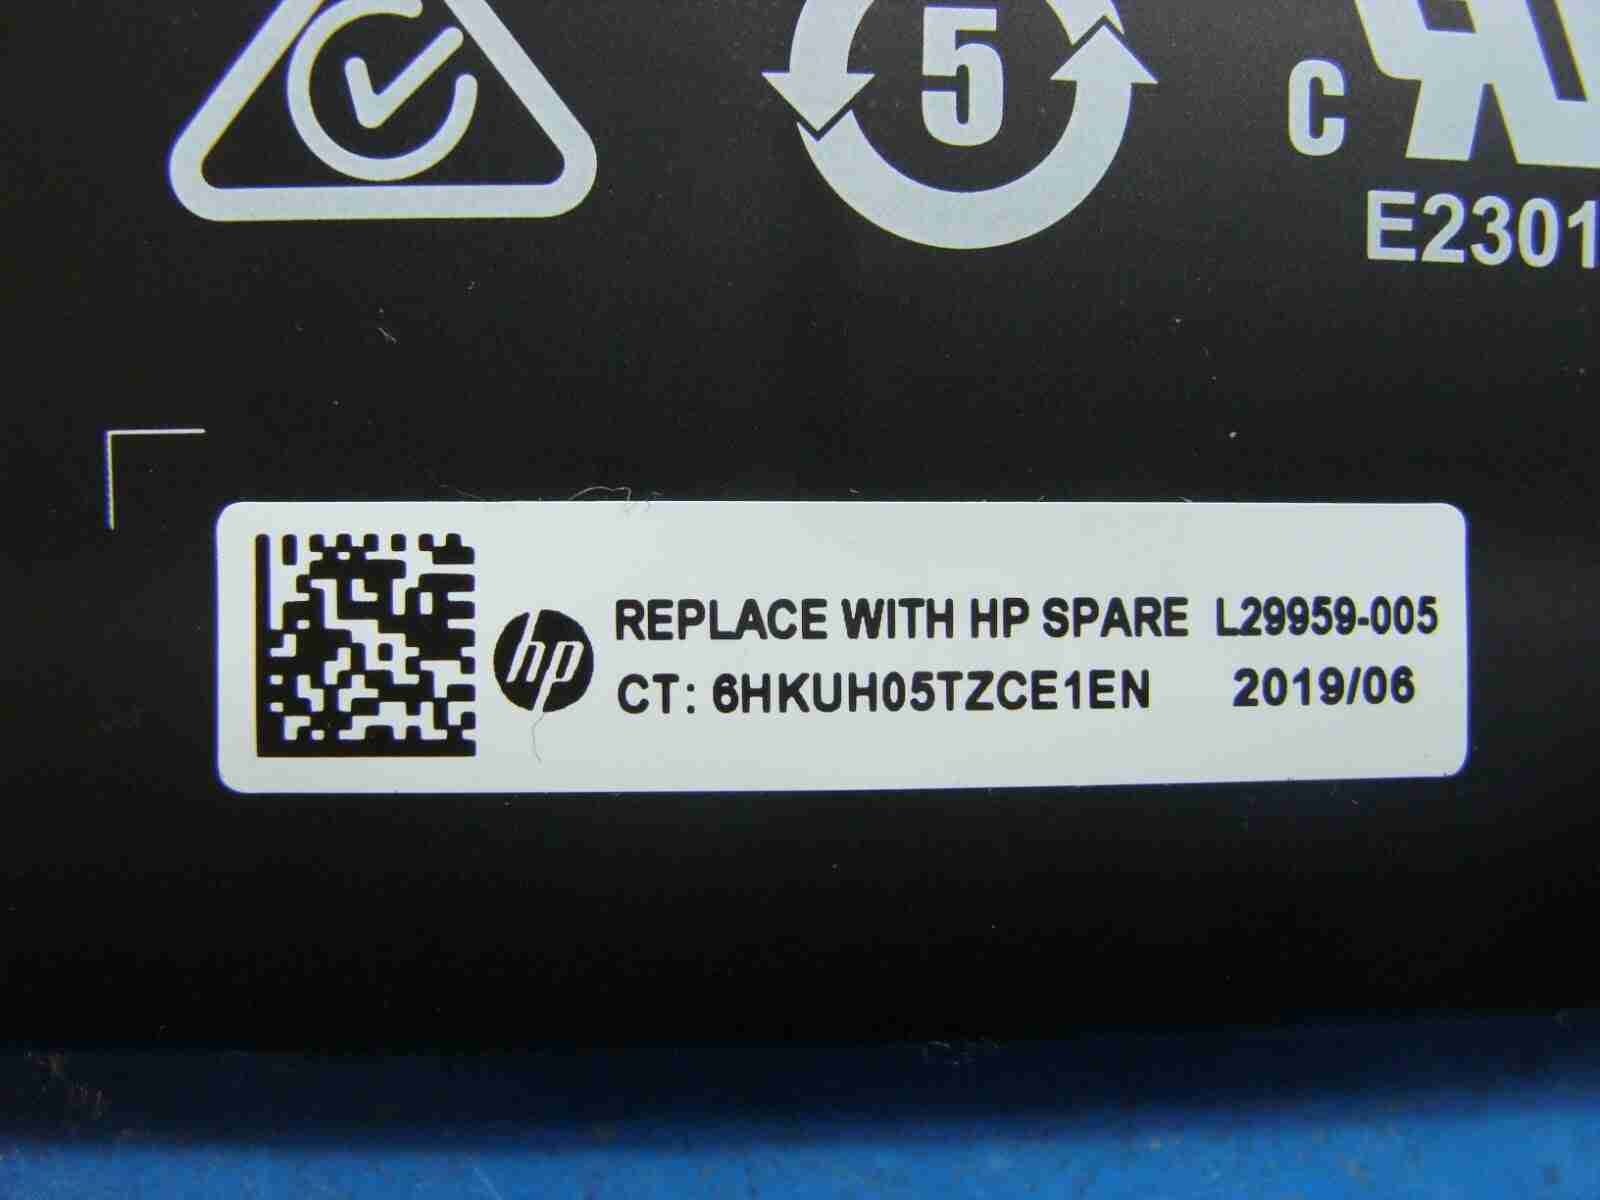 5
C
E2301
hp
REPLACE WITH HP SPARE L29959-005
CT: 6HKUH05TZCE1EN 2019/06